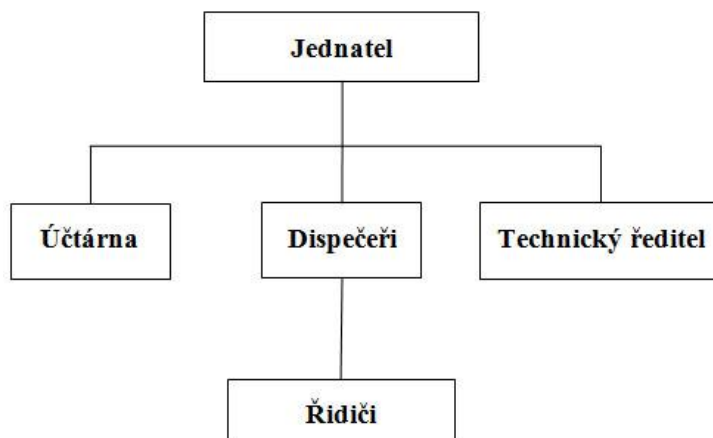 Jednatel
Účtárna
Dispečeři
Technický ředitel
Řidiči